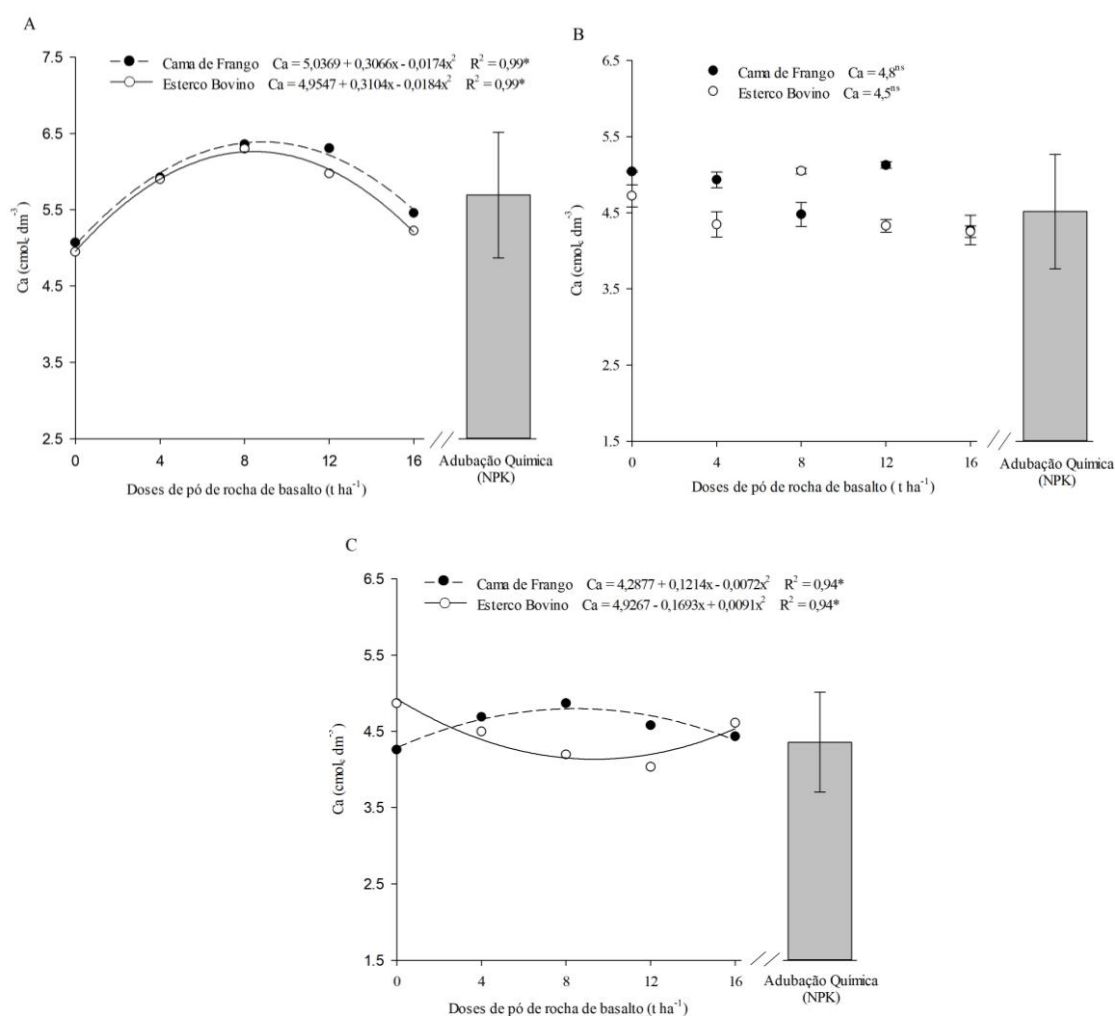 A
Cama de Frango Ca = 5,0369 + 0,3066x - 0,0174x² R² = 0,99*
Esterco Bovino Ca = 4,9547 + 0,3104x - 0,0184x² R² = 0,99*
7.5
6.5
5.5
4.5
3.5
2.5
Ca (cmolc dm⁻³)
0 4 8 12 16
Doses de pó de rocha de basalto (t ha⁻¹)
Adubação Química
(NPK)
B
Cama de Frango Ca = 4,8ⁿˢ
Esterco Bovino Ca = 4,5ⁿˢ
6.5
5.5
4.5
3.5
2.5
1.5
Ca (cmolc dm⁻³)
0 4 8 12 16
Doses de pó de rocha de basalto ( t ha⁻¹)
Adubação Química
(NPK)
C
Cama de Frango Ca = 4,2877 + 0,1214x - 0,0072x² R² = 0,94*
Esterco Bovino Ca = 4,9267 - 0,1693x + 0,0091x² R² = 0,94*
6.5
5.5
4.5
3.5
2.5
1.5
Ca (cmolc dm⁻³)
0 4 8 12 16
Doses de pó de rocha de basalto (t ha⁻¹)
Adubação Química
(NPK)